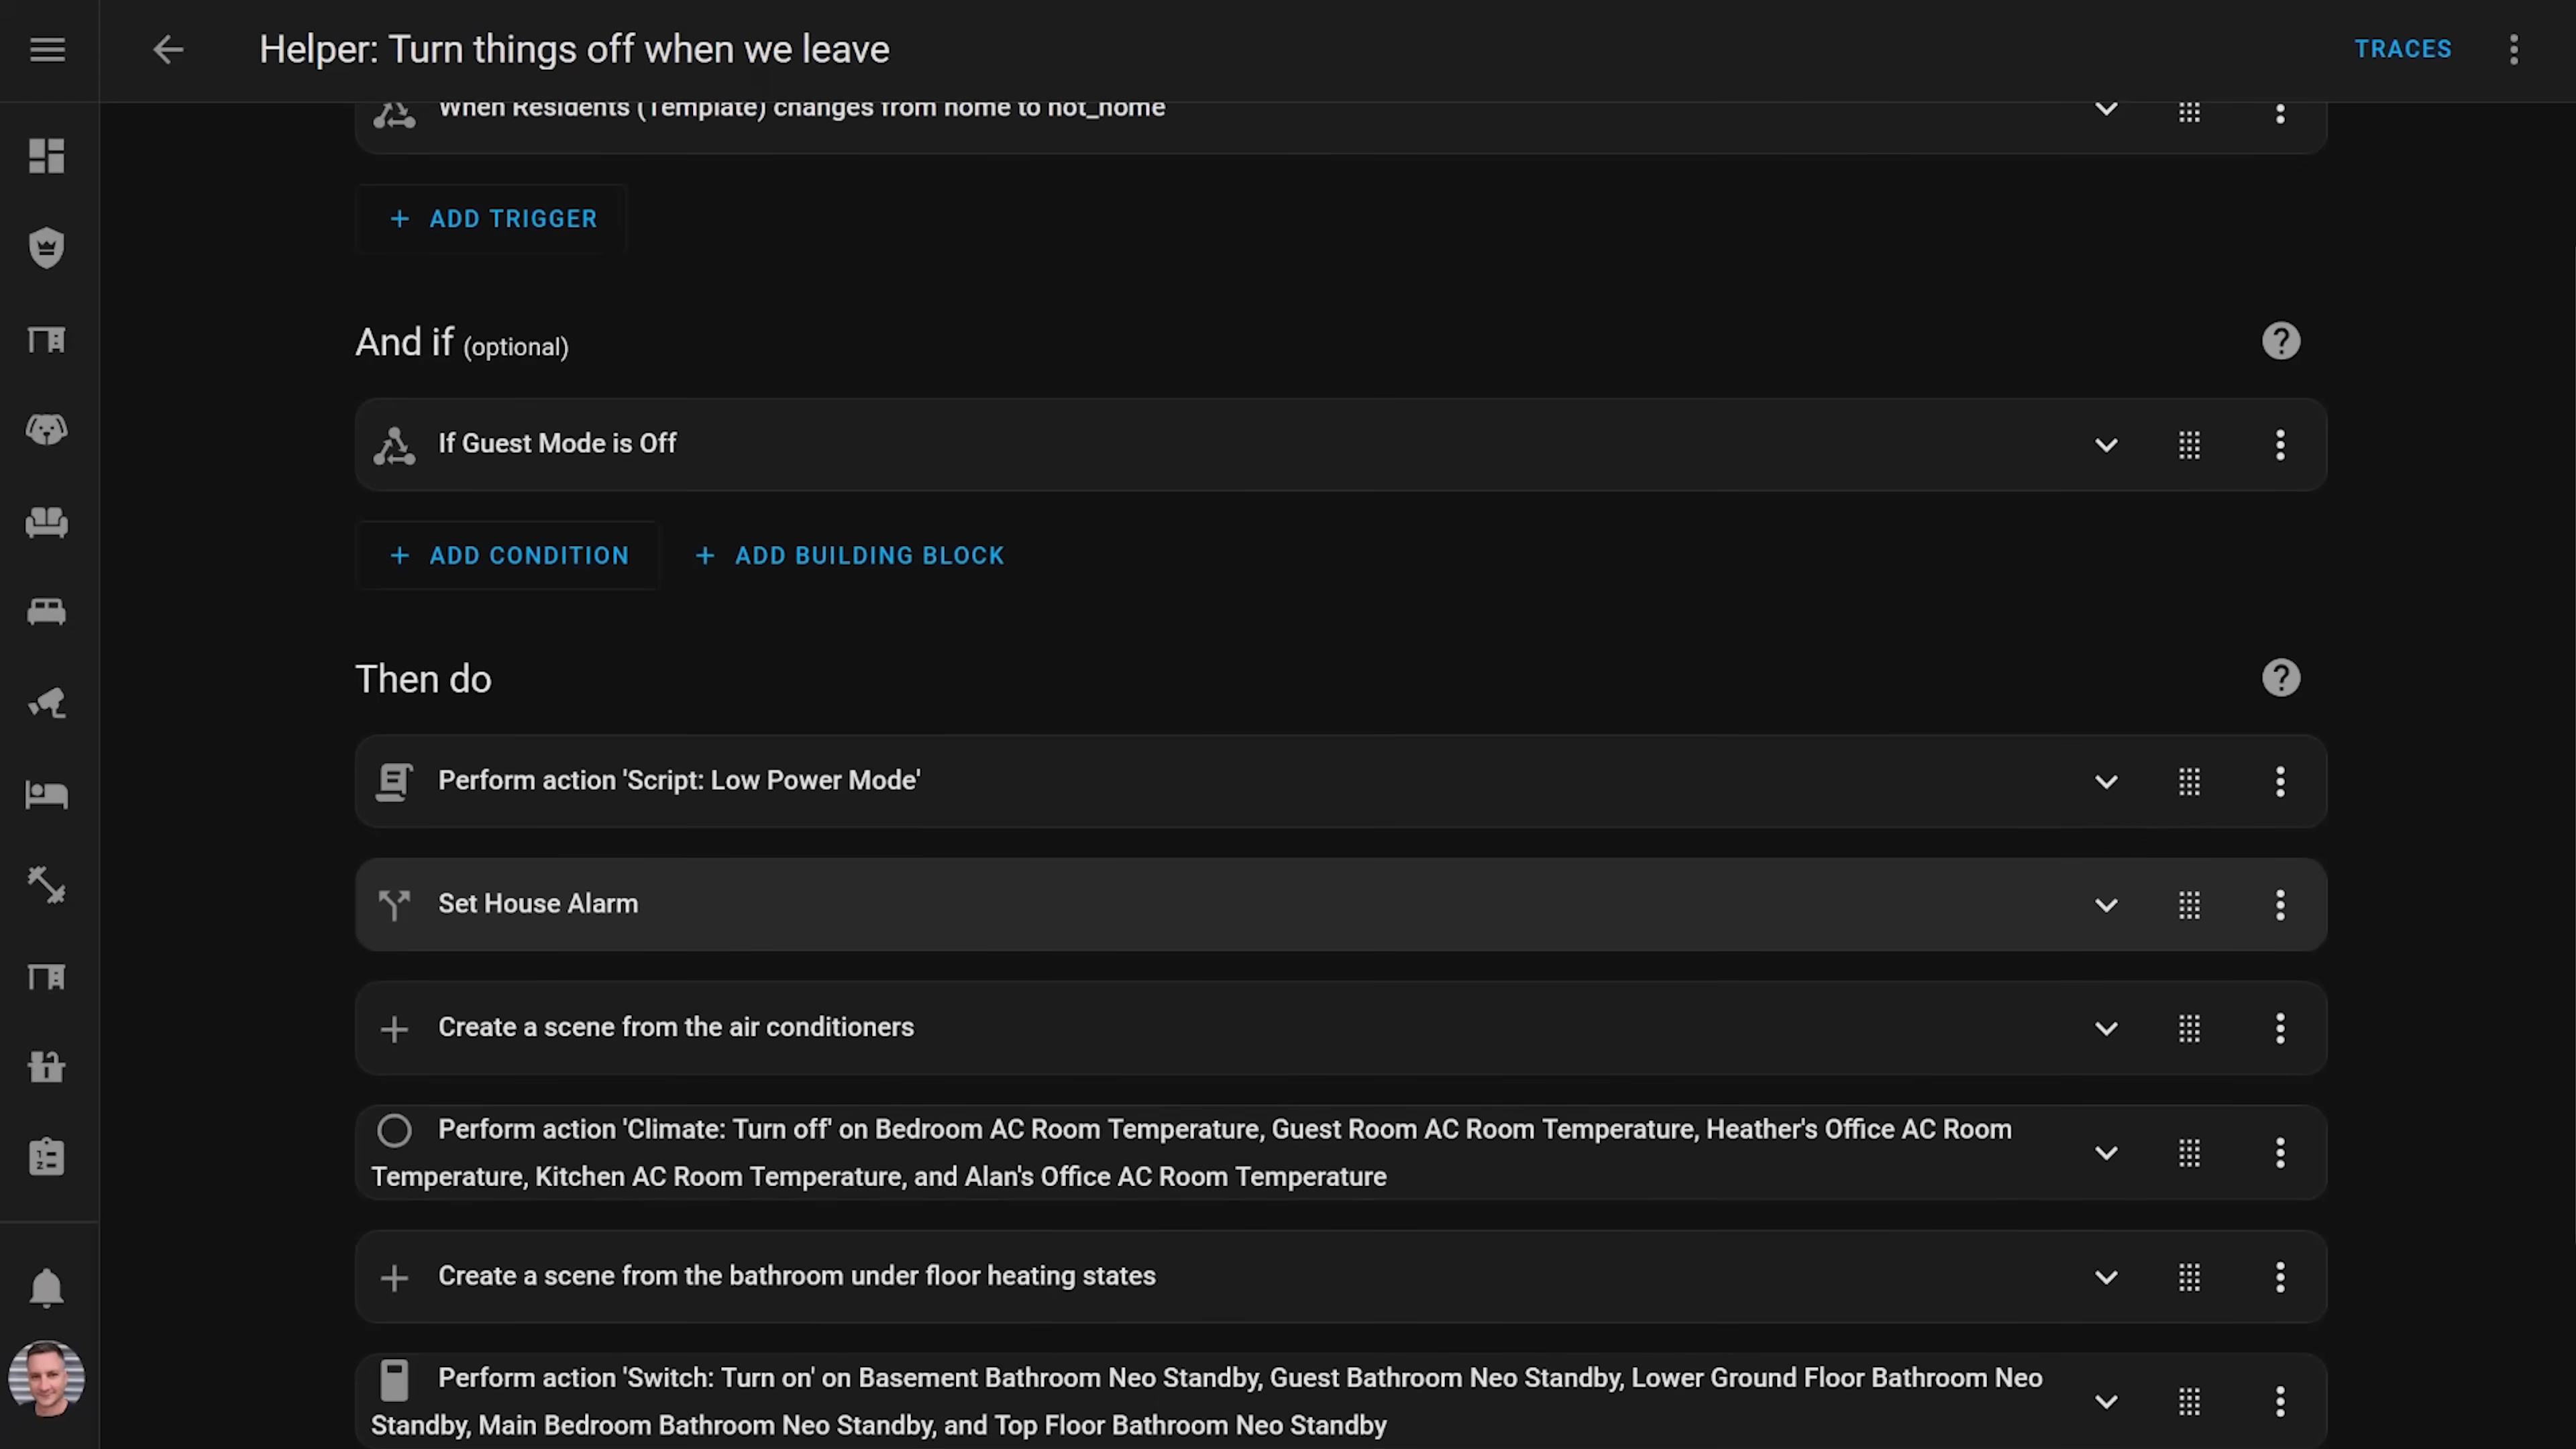 Helper: Turn things off when we leave
TRACES
When Residents (Template) changes from home to not_home
ADD TRIGGER
And if (optional)
If Guest Mode is Off
ADD CONDITION
ADD BUILDING BLOCK
Then do
Perform action 'Script: Low Power Mode'
Set House Alarm
Create a scene from the air conditioners
Perform action 'Climate: Turn off' on Bedroom AC Room Temperature, Guest Room AC Room Temperature, Heather's Office AC Room
Temperature, Kitchen AC Room Temperature, and Alan's Office AC Room Temperature
Create a scene from the bathroom under floor heating states
Perform action 'Switch: Turn on' on Basement Bathroom Neo Standby, Guest Bathroom Neo Standby, Lower Ground Floor Bathroom Neo
Standby, Main Bedroom Bathroom Neo Standby, and Top Floor Bathroom Neo Standby